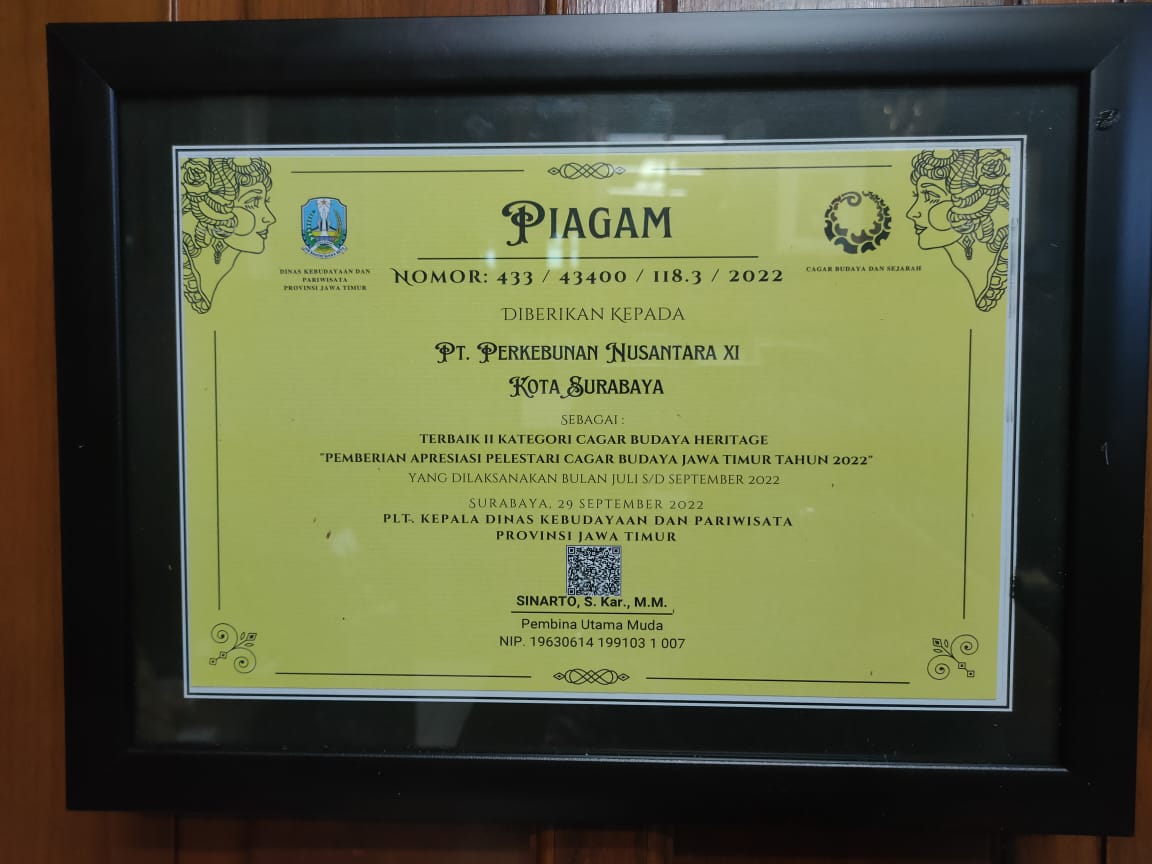 PIAGAM
DINAS KEBUDAYAAN DAN
PARIWISATA
PROVINSI JAWA TIMUR
CAGAR BUDAYA DAN SEJARAH
NOMOR: 433 / 43400 / 118.3 / 2022
DIBERIKAN KEPADA
PT. PERKEBUNAN NUSANTARA XI
KOTA SURABAYA
SEBAGAI :
TERBAIK II KATEGORI CAGAR BUDAYA HERITAGE
"PEMBERIAN APRESIASI PELESTARI CAGAR BUDAYA JAWA TIMUR TAHUN 2022"
YANG DILAKSANAKAN BULAN JULI S/D SEPTEMBER 2022
SURABAYA, 29 SEPTEMBER 2022
PLT. KEPALA DINAS KEBUDAYAAN DAN PARIWISATA
PROVINSI JAWA TIMUR
SINARTO, S. Kar., M.M.
Pembina Utama Muda
NIP. 19630614 199103 1 007